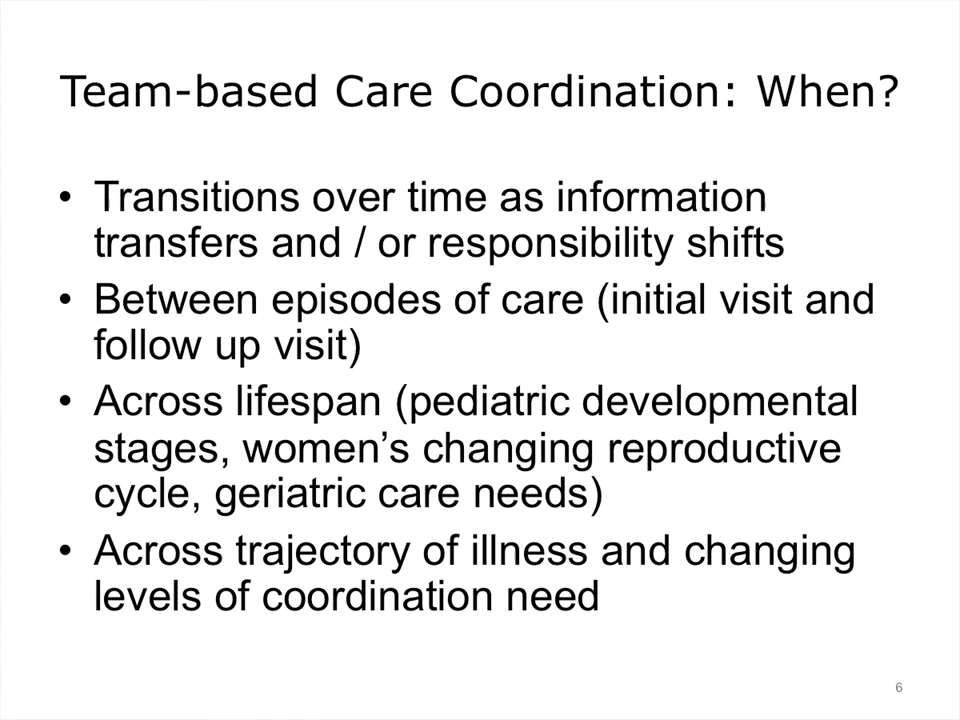 Team-based Care Coordination: When?
• Transitions over time as information
transfers and / or responsibility shifts
• Between episodes of care (initial visit and
follow up visit)
• Across lifespan (pediatric developmental
stages, women’s changing reproductive
cycle, geriatric care needs)
• Across trajectory of illness and changing
levels of coordination need
6